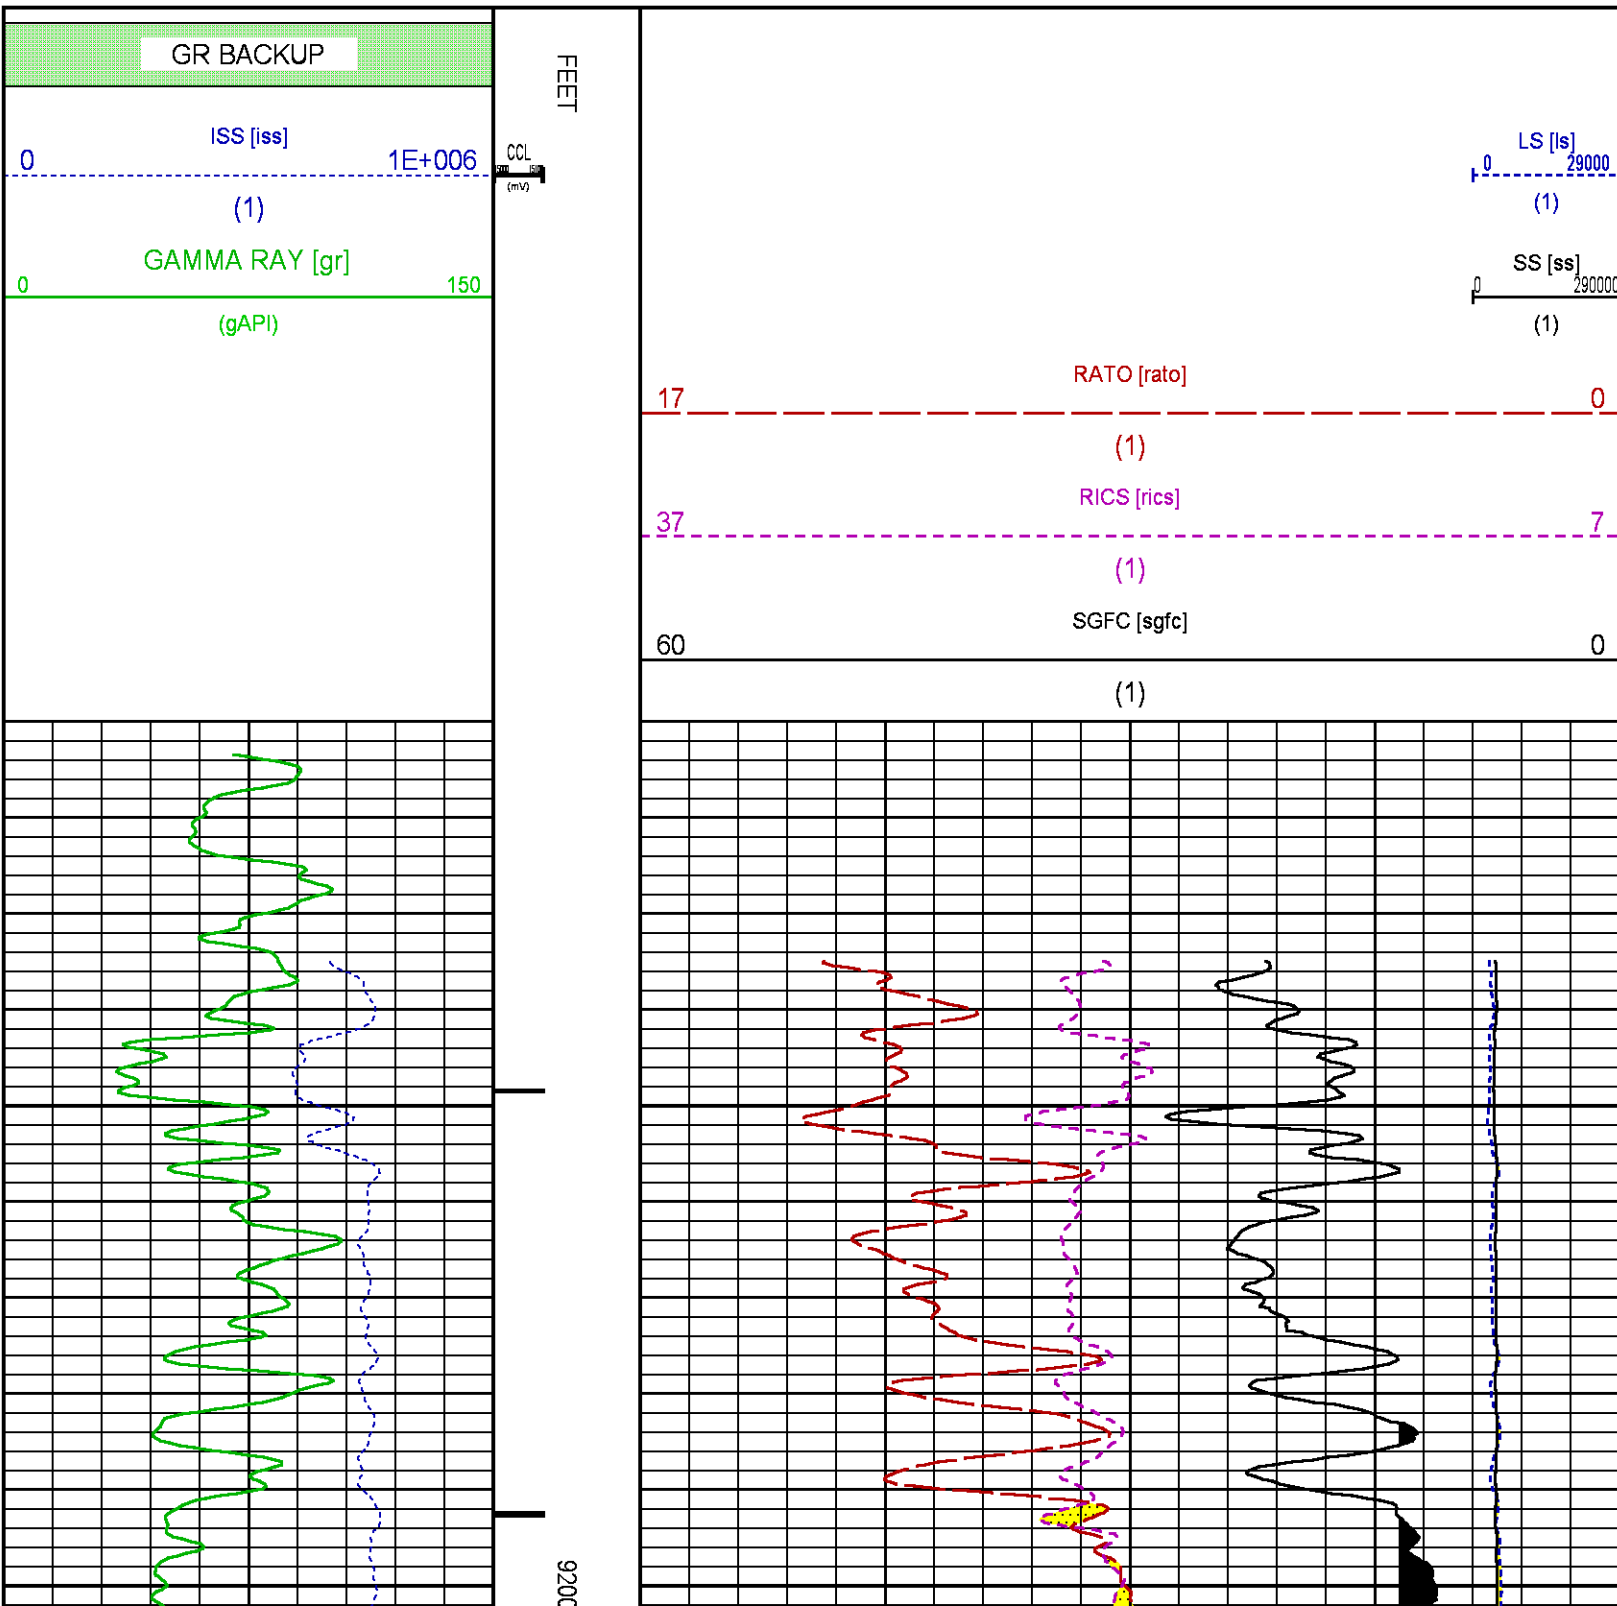 GR BACKUP
FEET
ISS [iss]
0 1E+006
(1)
CCL
(mV)
LS [ls]
0 29000
(1)
GAMMA RAY [gr]
0 150
(gAPI)
SS [ss]
0 290000
(1)
RATO [rato]
17 0
(1)
RICS [rics]
37 7
(1)
SGFC [sgfc]
60 0
(1)
9200